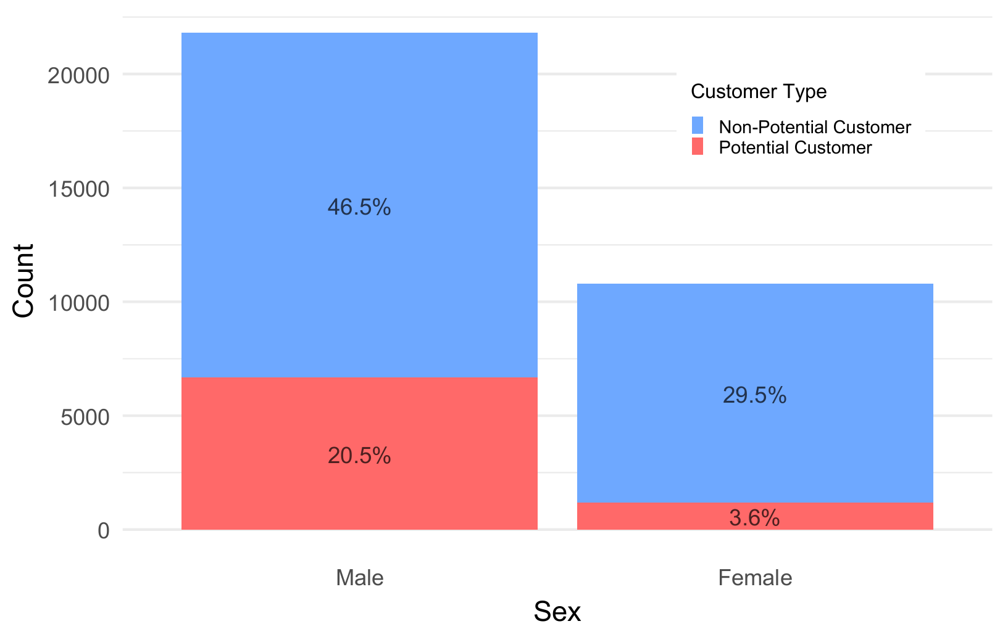 20000
15000
10000
5000
0
Count
Customer Type
Non-Potential Customer
Potential Customer
46.5%
20.5%
29.5%
3.6%
Male
Female
Sex